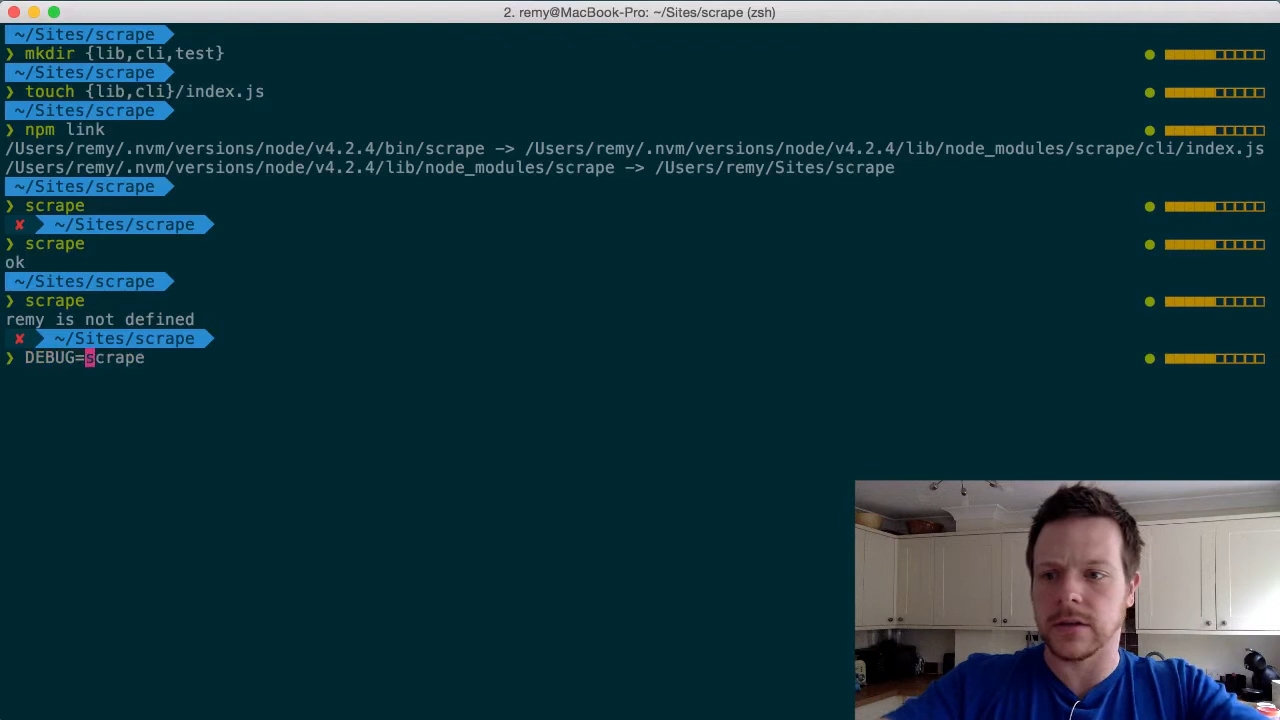 2. remy@MacBook-Pro: ~/Sites/scrape (zsh)
~/Sites/scrape
❯ mkdir {lib,cli,test}
~/Sites/scrape
❯ touch {lib,cli}/index.js
~/Sites/scrape
❯ npm link
/Users/remy/.nvm/versions/node/v4.2.4/bin/scrape -> /Users/remy/.nvm/versions/node/v4.2.4/lib/node_modules/scrape/cli/index.js
/Users/remy/.nvm/versions/node/v4.2.4/lib/node_modules/scrape -> /Users/remy/Sites/scrape
~/Sites/scrape
❯ scrape
✘ ~/Sites/scrape
❯ scrape
ok
~/Sites/scrape
❯ scrape
remy is not defined
✘ ~/Sites/scrape
❯ DEBUG=scrape